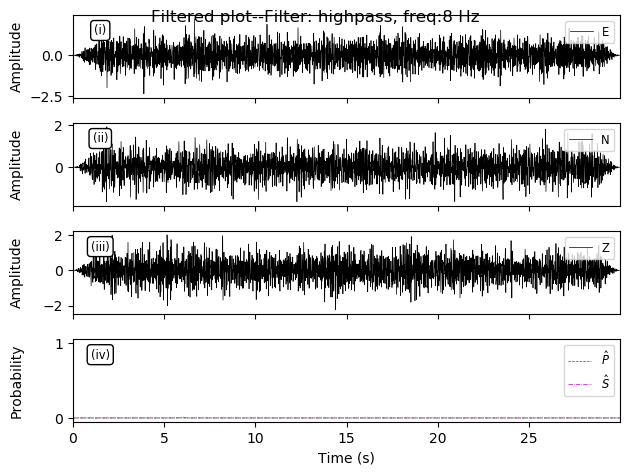 Filtered plot--Filter: highpass, freq:8 Hz
(i)
E
Amplitude
0.0
−2.5
(ii)
N
Amplitude
2
0
(iii)
Z
Amplitude
2
0
−2
(iv)
P̂
Ŝ
Probability
1
0
0 5 10 15 20 25
Time (s)